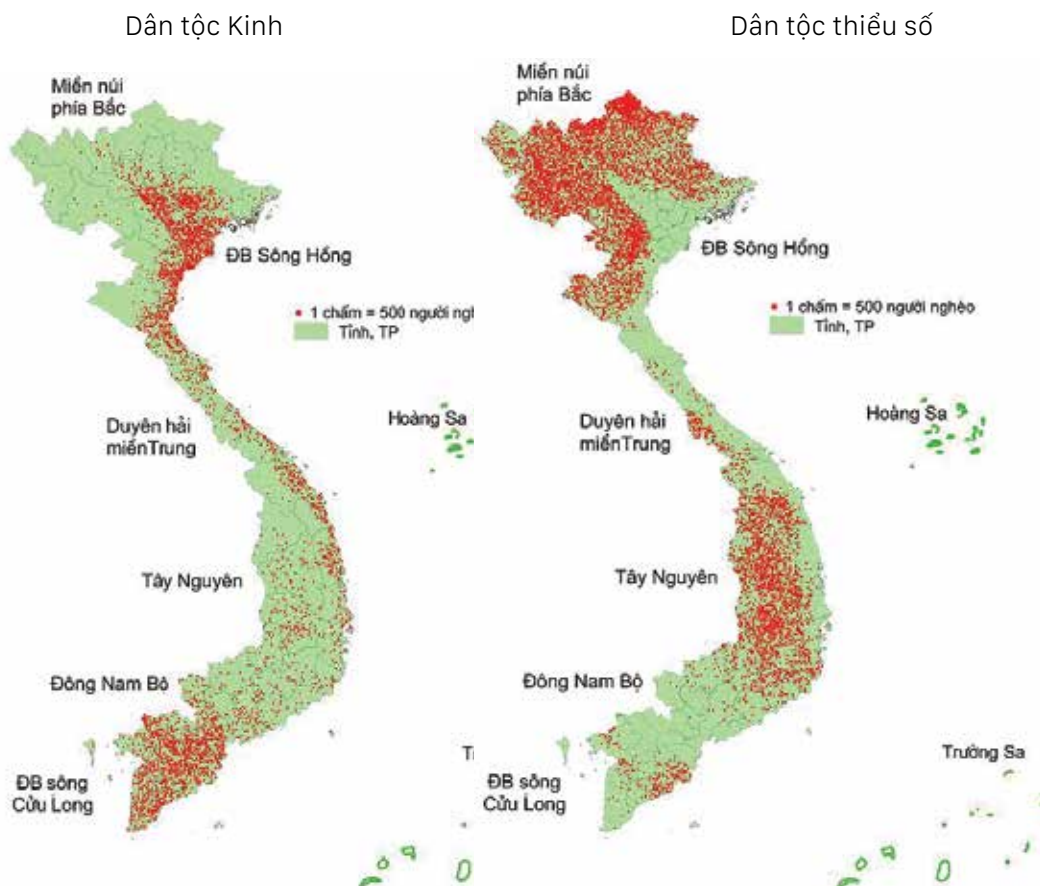 Dân tộc Kinh
Miền núi
phía Bắc
ĐB Sông Hồng
1 chấm = 500 người ngh
Tỉnh, TP
Hoàng Sa
Duyên hải
miềnTrung
Tây Nguyên
Đông Nam Bộ
ĐB sông
Cửu Long
Tr
Dân tộc thiểu số
Miền núi
phía Bắc
ĐB Sông Hồng
1 chấm = 500 người nghèo
Tỉnh, TP
Hoàng Sa
Duyên hải
miềnTrung
Tây Nguyên
Đông Nam Bộ
Trường Sa
ĐB sông
Cửu Long